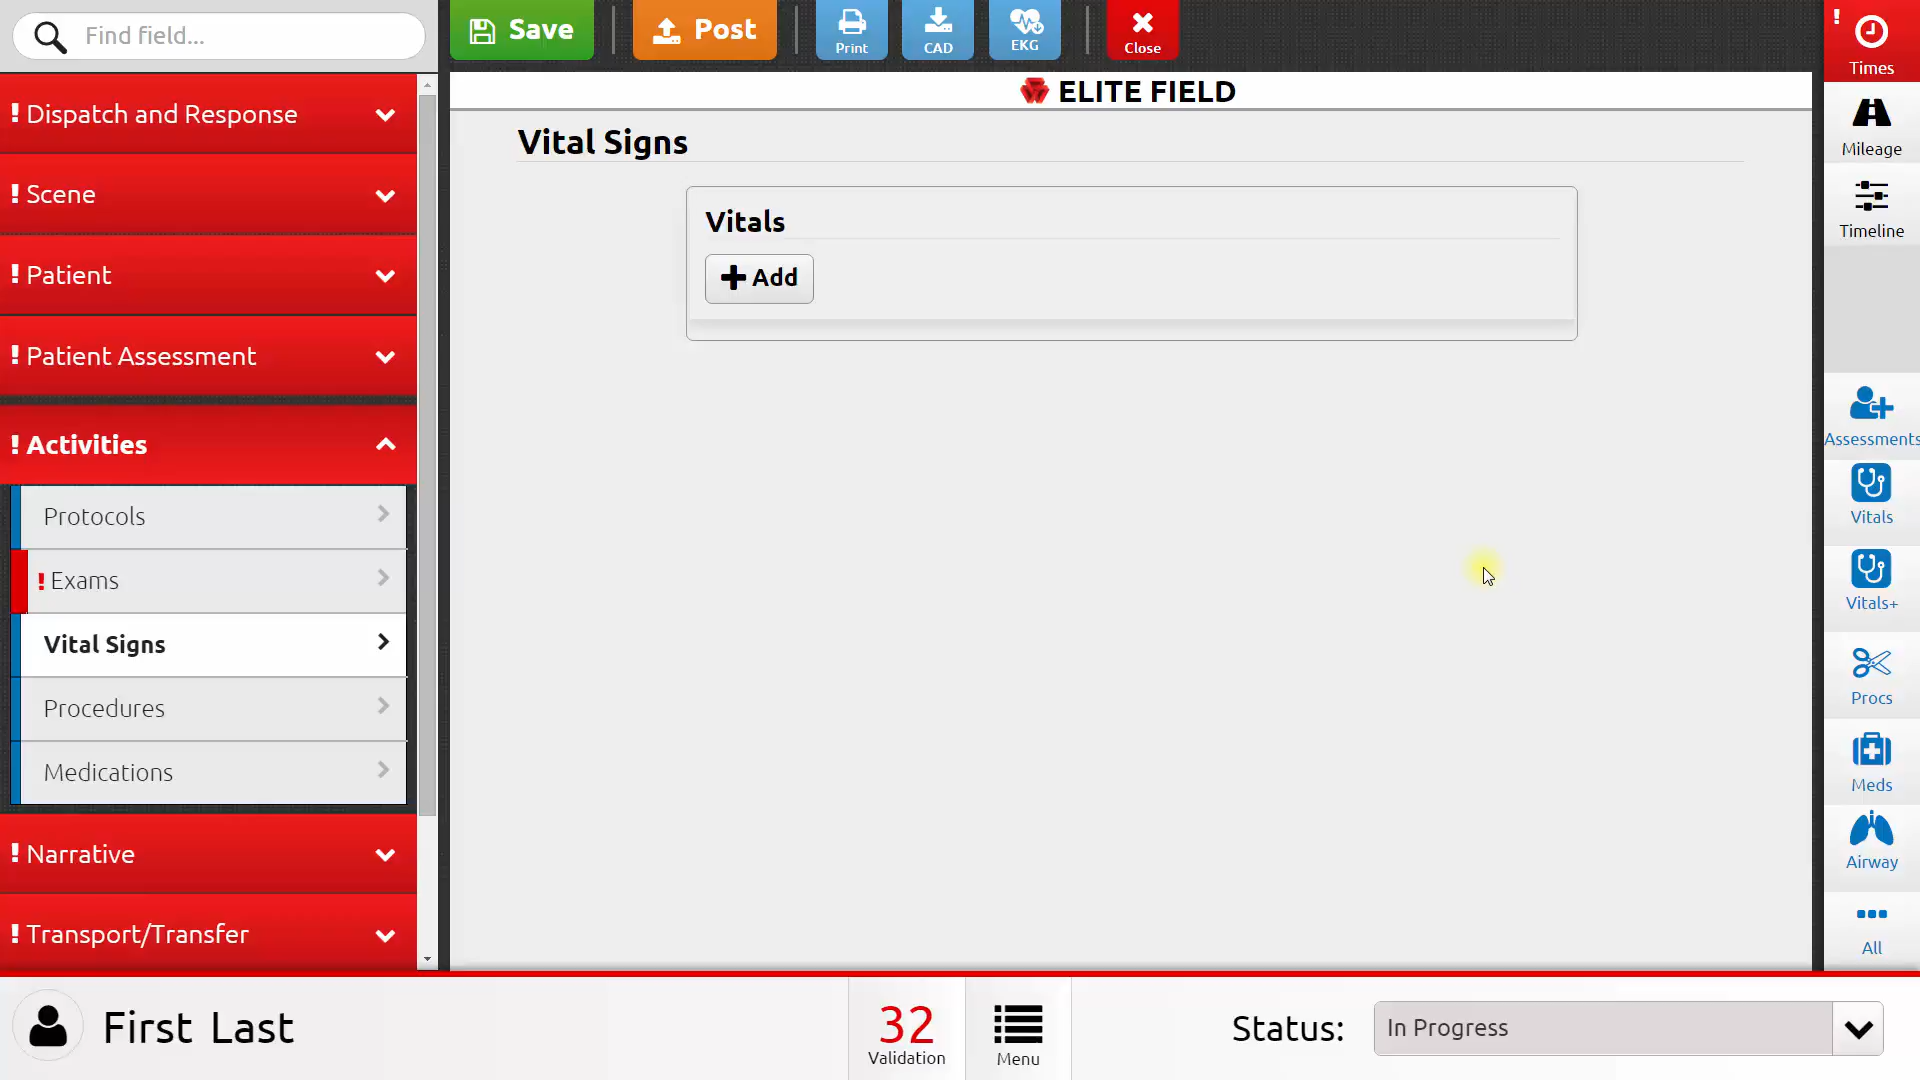 Find field...
Save
Post
Print
CAD
EKG
Close
! Times
ELITE FIELD
! Dispatch and Response
! Scene
! Patient
! Patient Assessment
! Activities
Protocols
! Exams
Vital Signs
Procedures
Medications
! Narrative
! Transport/Transfer
Vital Signs
Vitals
Add
Mileage
Timeline
Assessments
Vitals
Vitals+
Procs
Meds
Airway
All
First Last
32
Validation
Menu
Status:
In Progress